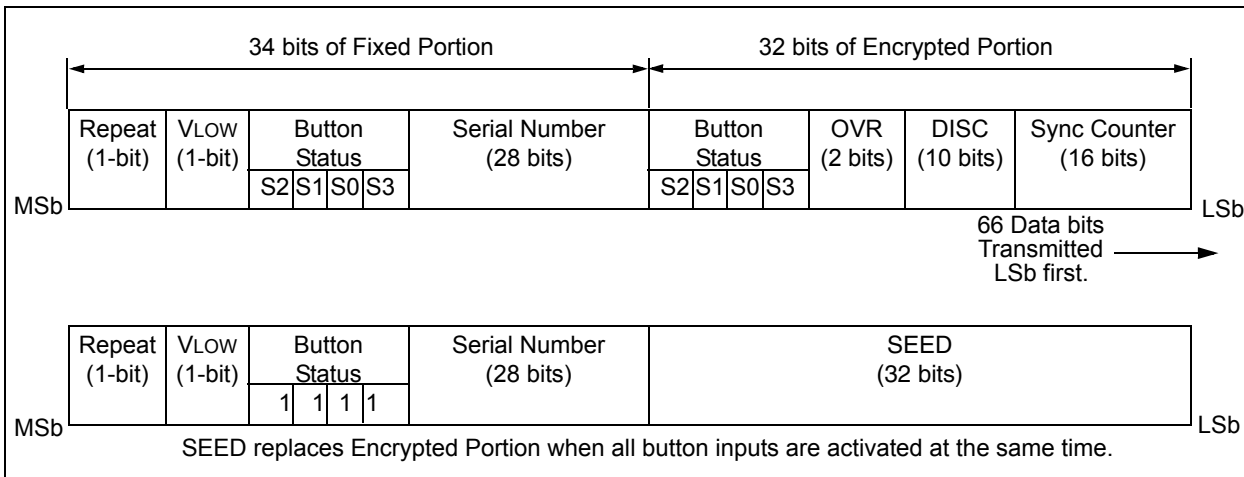 34 bits of Fixed Portion
32 bits of Encrypted Portion
Repeat
(1-bit)
VLOW
(1-bit)
Button
Status
S2 S1 S0 S3
Serial Number
(28 bits)
Button
Status
S2 S1 S0 S3
OVR
(2 bits)
DISC
(10 bits)
Sync Counter
(16 bits)
MSb
LSb
66 Data bits
Transmitted
LSb first.
Repeat
(1-bit)
VLOW
(1-bit)
Button
Status
1 1 1 1
Serial Number
(28 bits)
SEED
(32 bits)
MSb
LSb
SEED replaces Encrypted Portion when all button inputs are activated at the same time.